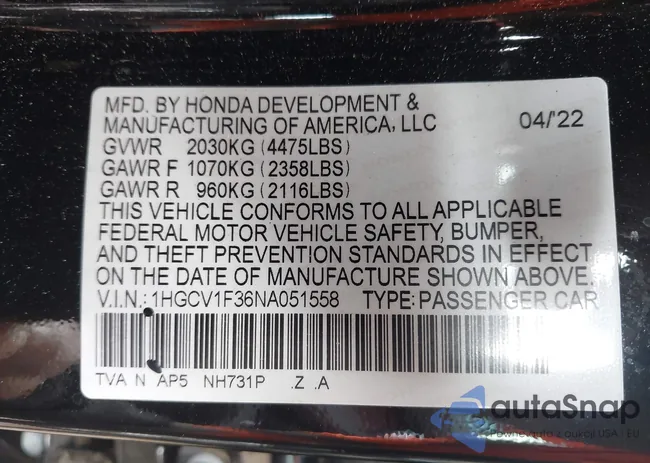 MFD. BY HONDA DEVELOPMENT &
MANUFACTURING OF AMERICA, LLC 04/'22
GVWR 2030KG (4475LBS)
GAWR F 1070KG (2358LBS)
GAWR R 960KG (2116LBS)
THIS VEHICLE CONFORMS TO ALL APPLICABLE
FEDERAL MOTOR VEHICLE SAFETY, BUMPER,
AND THEFT PREVENTION STANDARDS IN EFFECT
ON THE DATE OF MANUFACTURE SHOWN ABOVE.
V.I.N.:1HGCV1F36NA051558 TYPE:PASSENGER CAR
TVA N AP5 NH731P .Z .A
autaSnap